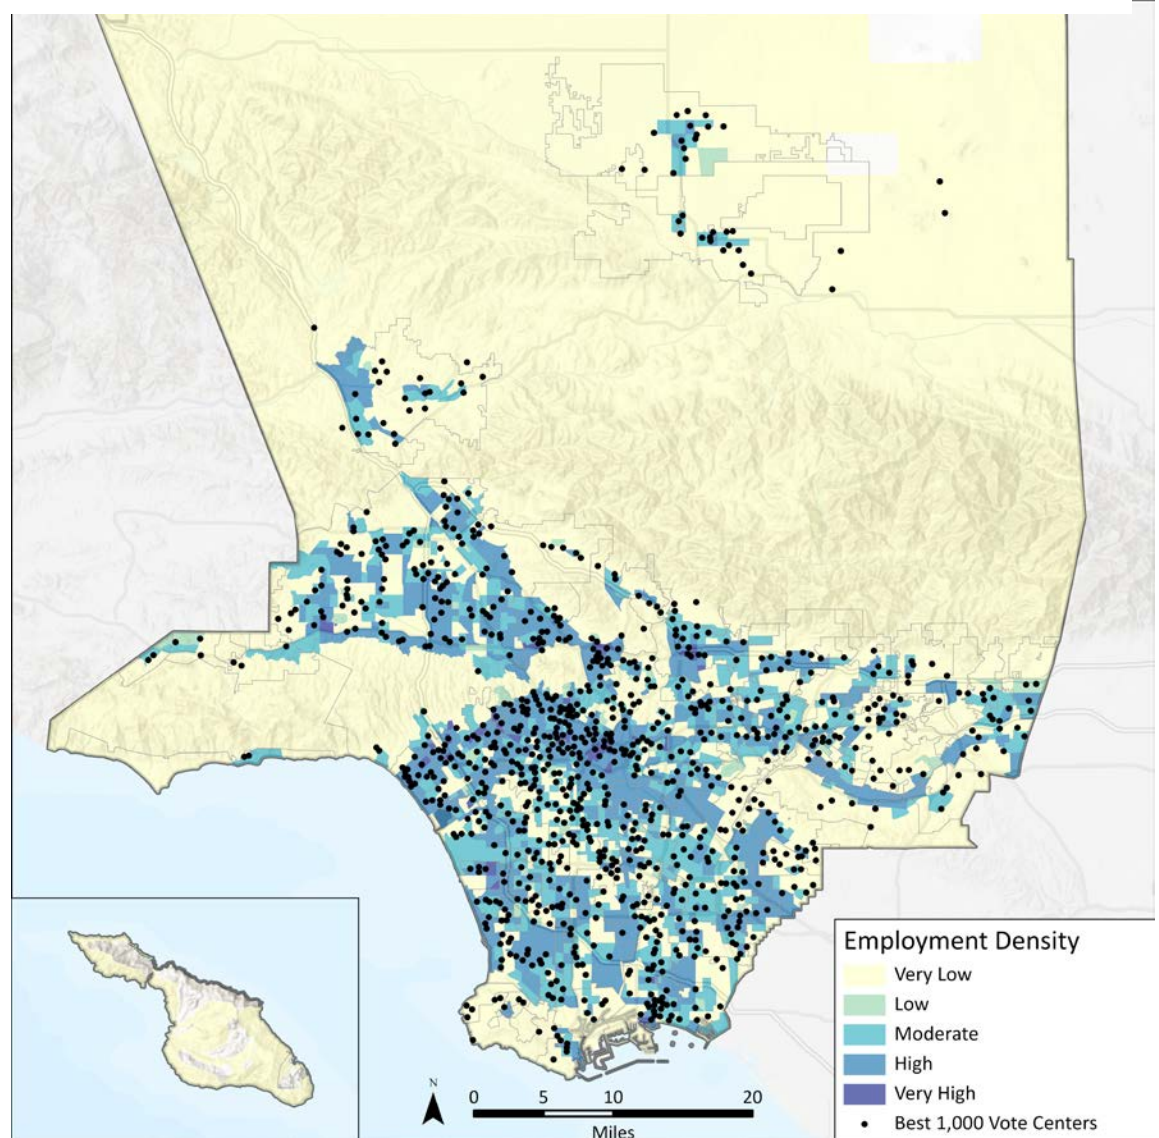 Employment Density
Very Low
Low
Moderate
High
Very High
Best 1,000 Vote Centers
N
0 5 10 20
Miles